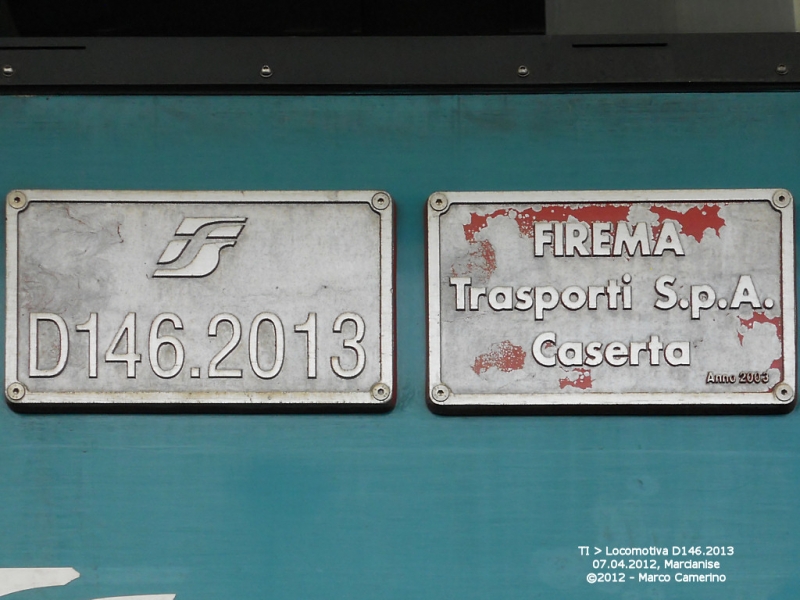 D146.2013
FIREMA
Trasporti S.p.A.
Caserta
Anno 2003
TI > Locomotiva D146.2013
07.04.2012, Marcianise
©2012 - Marco Camerino